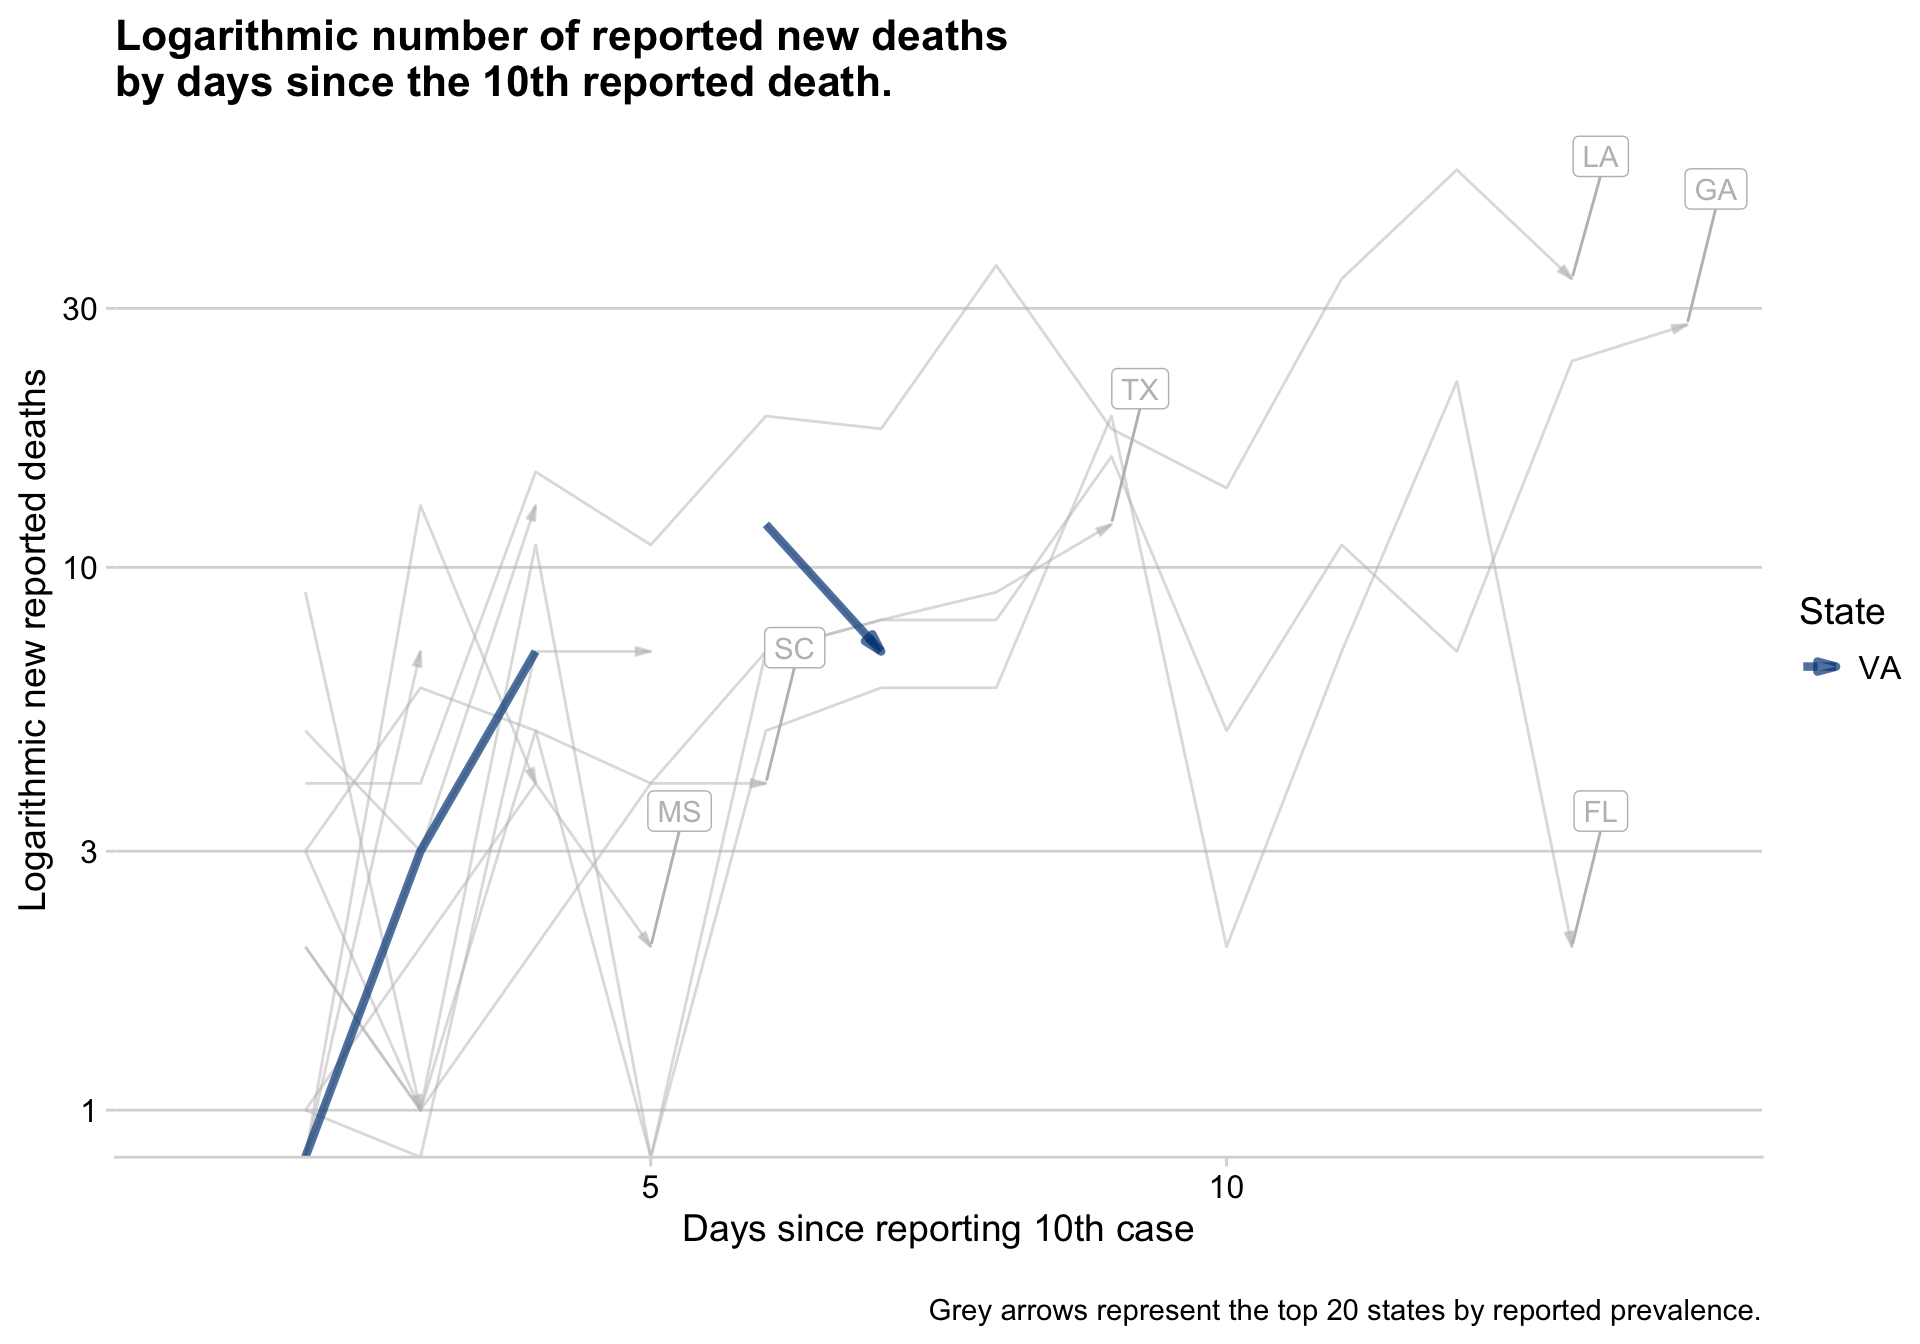 Logarithmic number of reported new deaths
by days since the 10th reported death.
LA
GA
30
TX
10
SC
MS
FL
3
1
Logarithmic new reported deaths
State
VA
5
10
Days since reporting 10th case
Grey arrows represent the top 20 states by reported prevalence.